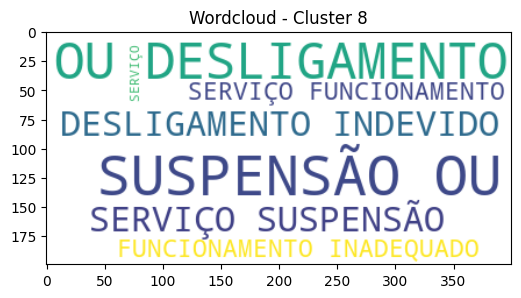 Wordcloud - Cluster 8
0
25
50
75
100
125
150
175
OU DESLIGAMENTO
SERVIÇO
SERVIÇO FUNCIONAMENTO
DESLIGAMENTO INDEVIDO
SUSPENSÃO OU
SERVIÇO SUSPENSÃO
FUNCIONAMENTO INADEQUADO
0 50 100 150 200 250 300 350